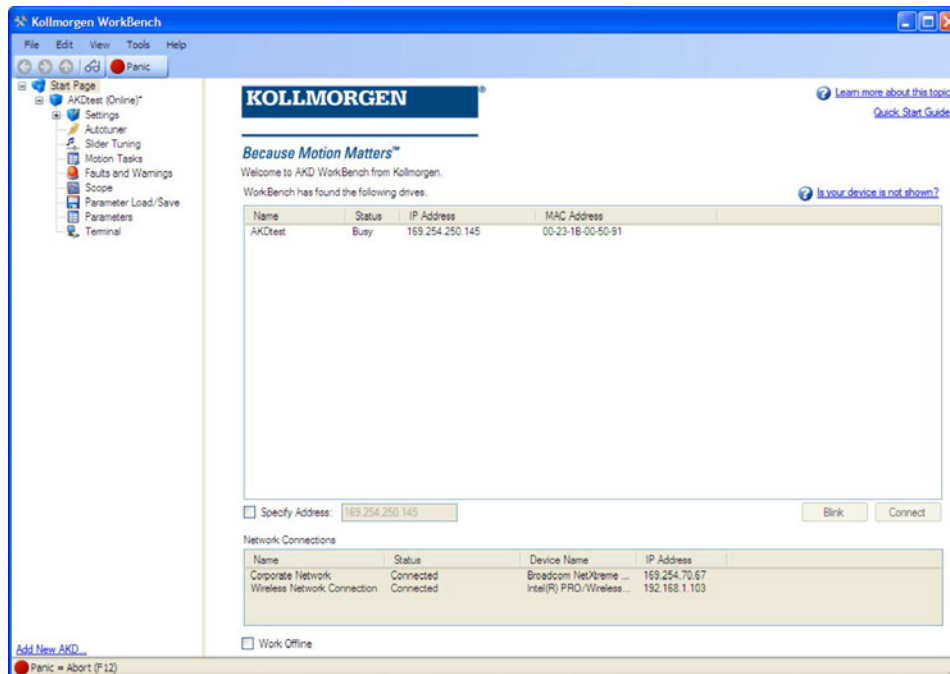 Kollmorgen WorkBench
File Edit View Tools Help
Panic
Start Page
AKDtest (Online)*
Settings
Autotuner
Slider Tuning
Motion Tasks
Faults and Warnings
Scope
Parameter Load/Save
Parameters
Terminal
Add New AKD...
KOLLMORGEN®
Because Motion Matters™
Learn more about this topic
Quick Start Guide
Welcome to AKD WorkBench from Kollmorgen.
WorkBench has found the following drives.
Is your device is not shown?
Name Status IP Address MAC Address
AKDtest Busy 169.254.250.145 00-23-1B-00-50-91
Specify Address: 169.254.250.145 Blink Connect
Network Connections
Name Status Device Name IP Address
Corporate Network Connected Broadcom NetXtreme ... 169.254.70.67
Wireless Network Connection Connected Intel(R) PRO/Wireless... 192.168.1.103
Work Offline
Panic = Abort (F12)